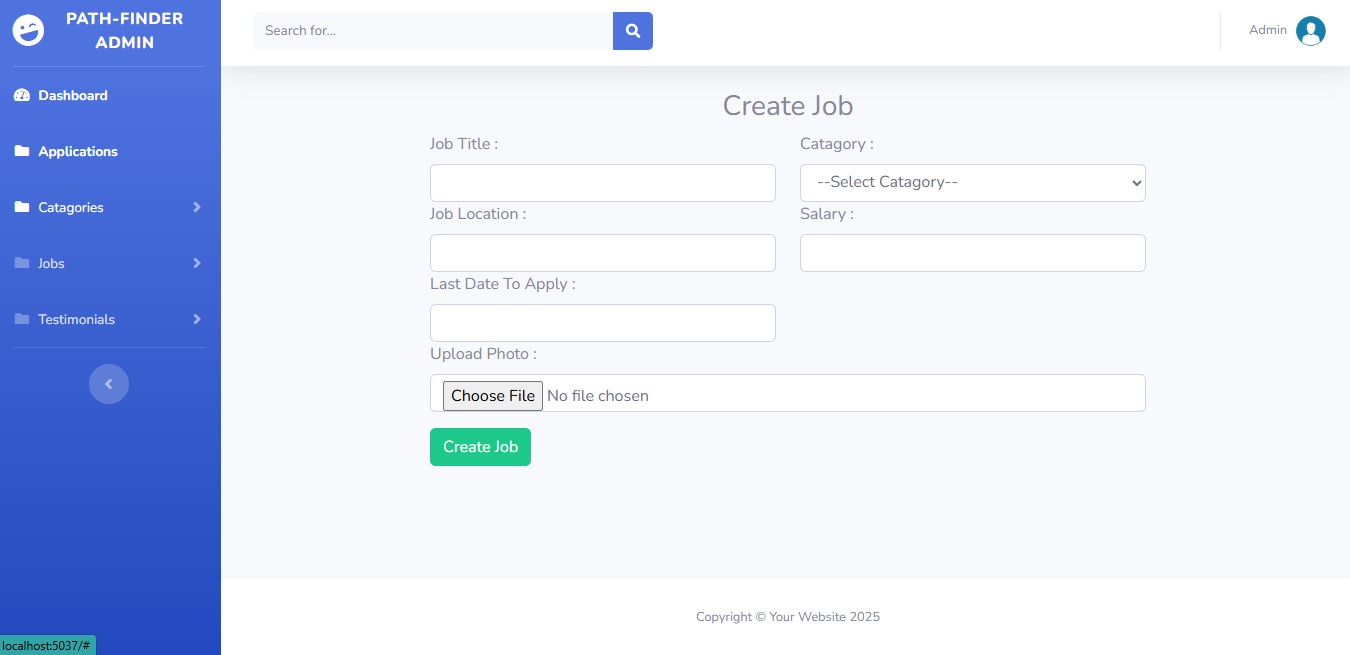 PATH-FINDER
ADMIN
Search for...
Admin
Dashboard
Applications
Catagories
Jobs
Testimonials
Create Job
Job Title :
Catagory :
--Select Catagory--
Job Location :
Salary :
Last Date To Apply :
Upload Photo :
Choose File No file chosen
Create Job
Copyright © Your Website 2025
localhost:5037/#